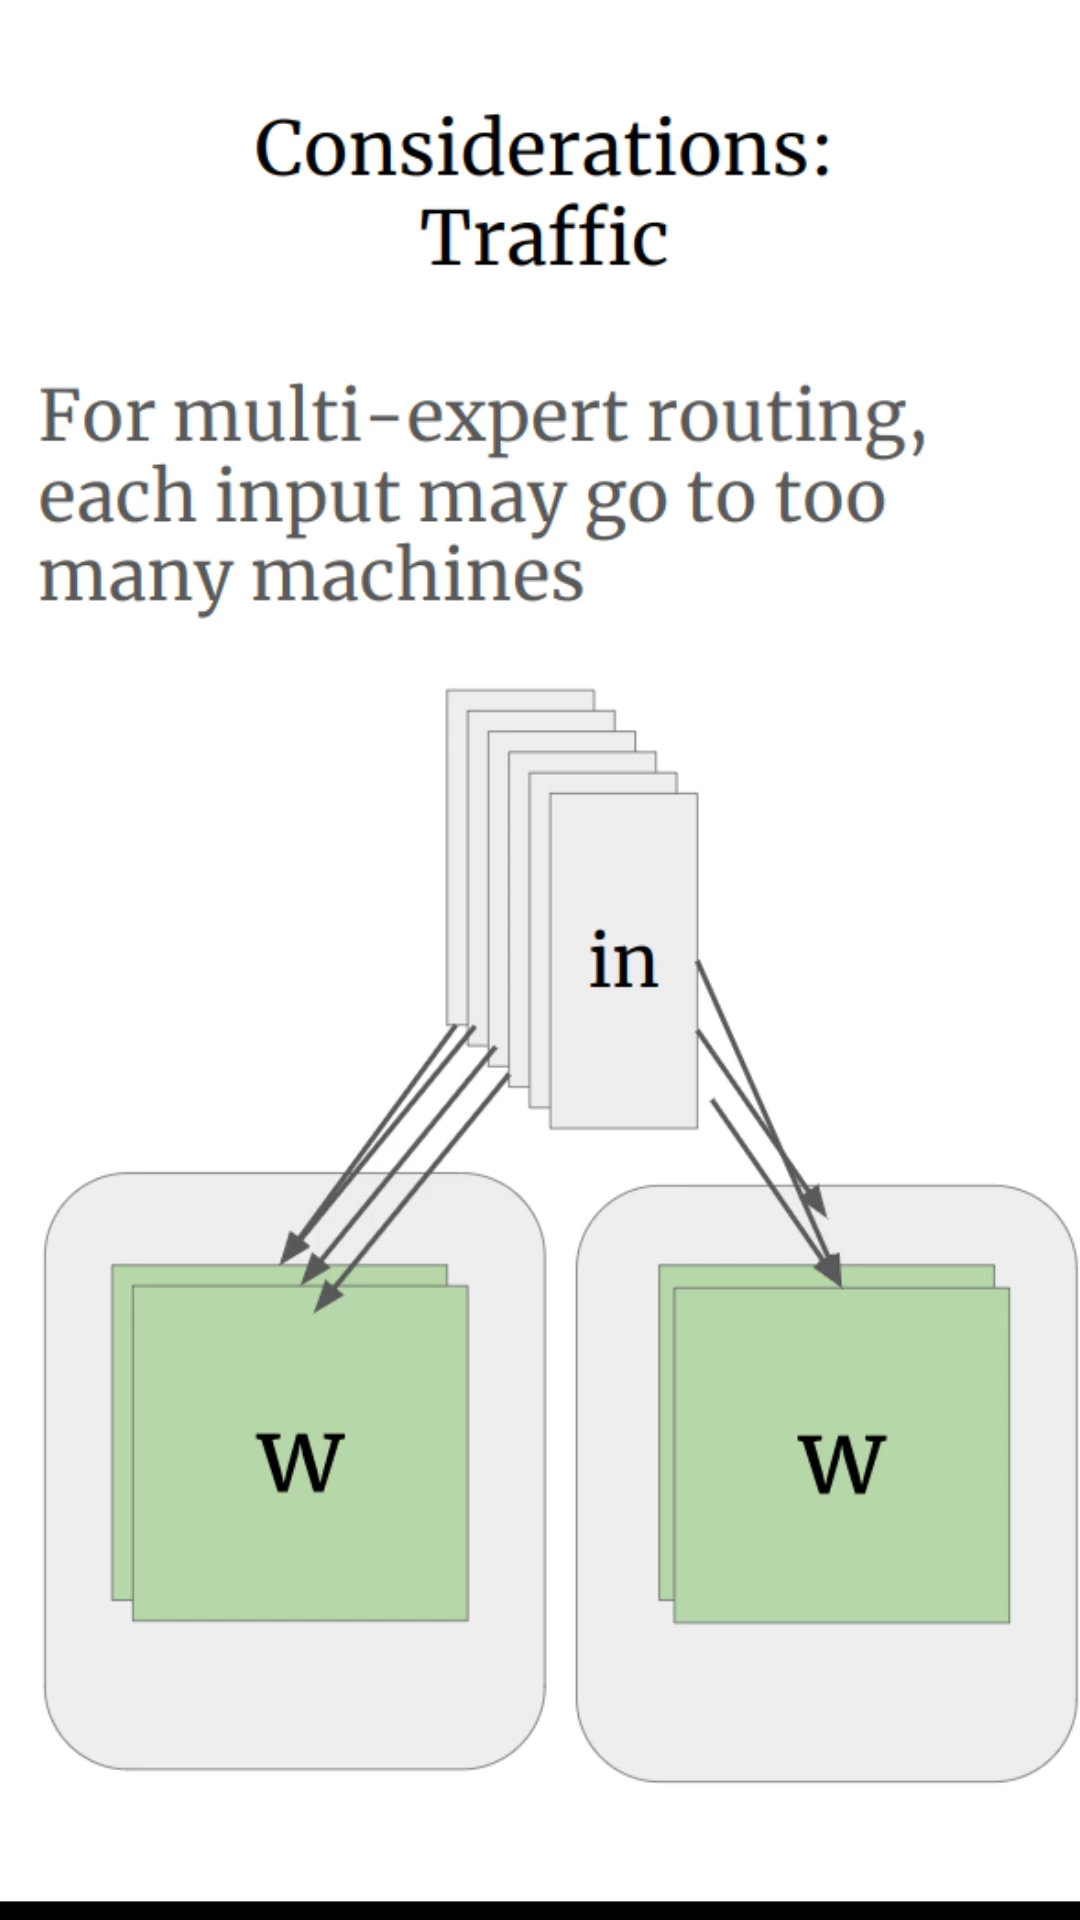 Considerations:
Traffic
For multi-expert routing,
each input may go to too
many machines
in
w
w